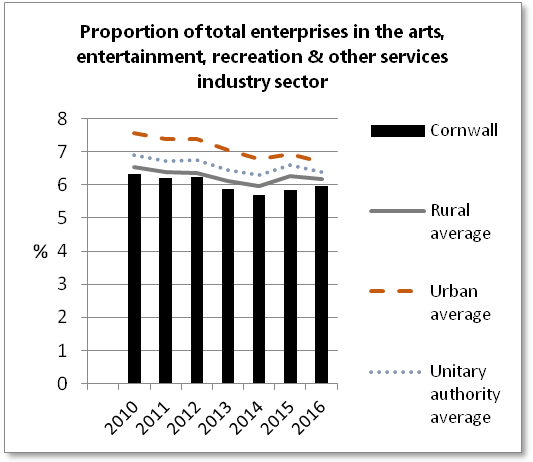 Proportion of total enterprises in the arts,
entertainment, recreation & other services
industry sector
8
7
6
5
4
3
2
1
0
%
2010
2011
2012
2013
2014
2015
2016
Cornwall
Rural
average
Urban
average
Unitary
authority
average